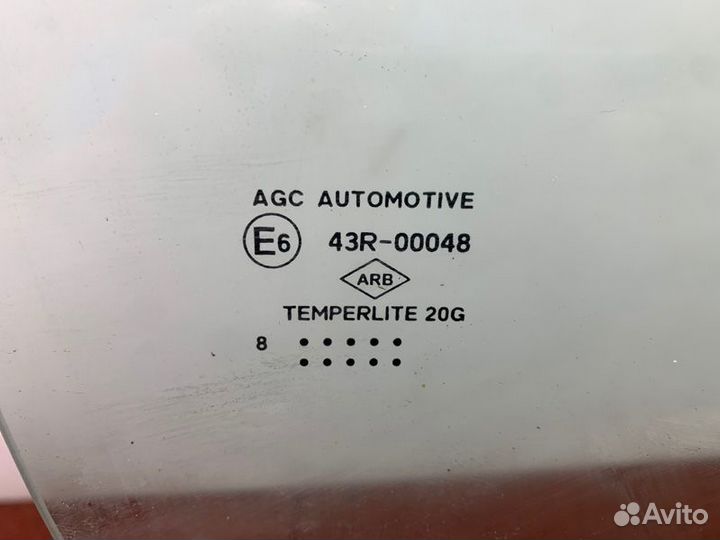 AGC AUTOMOTIVE
E6 43R-00048
ARB
TEMPERLITE 20G
8
Avito